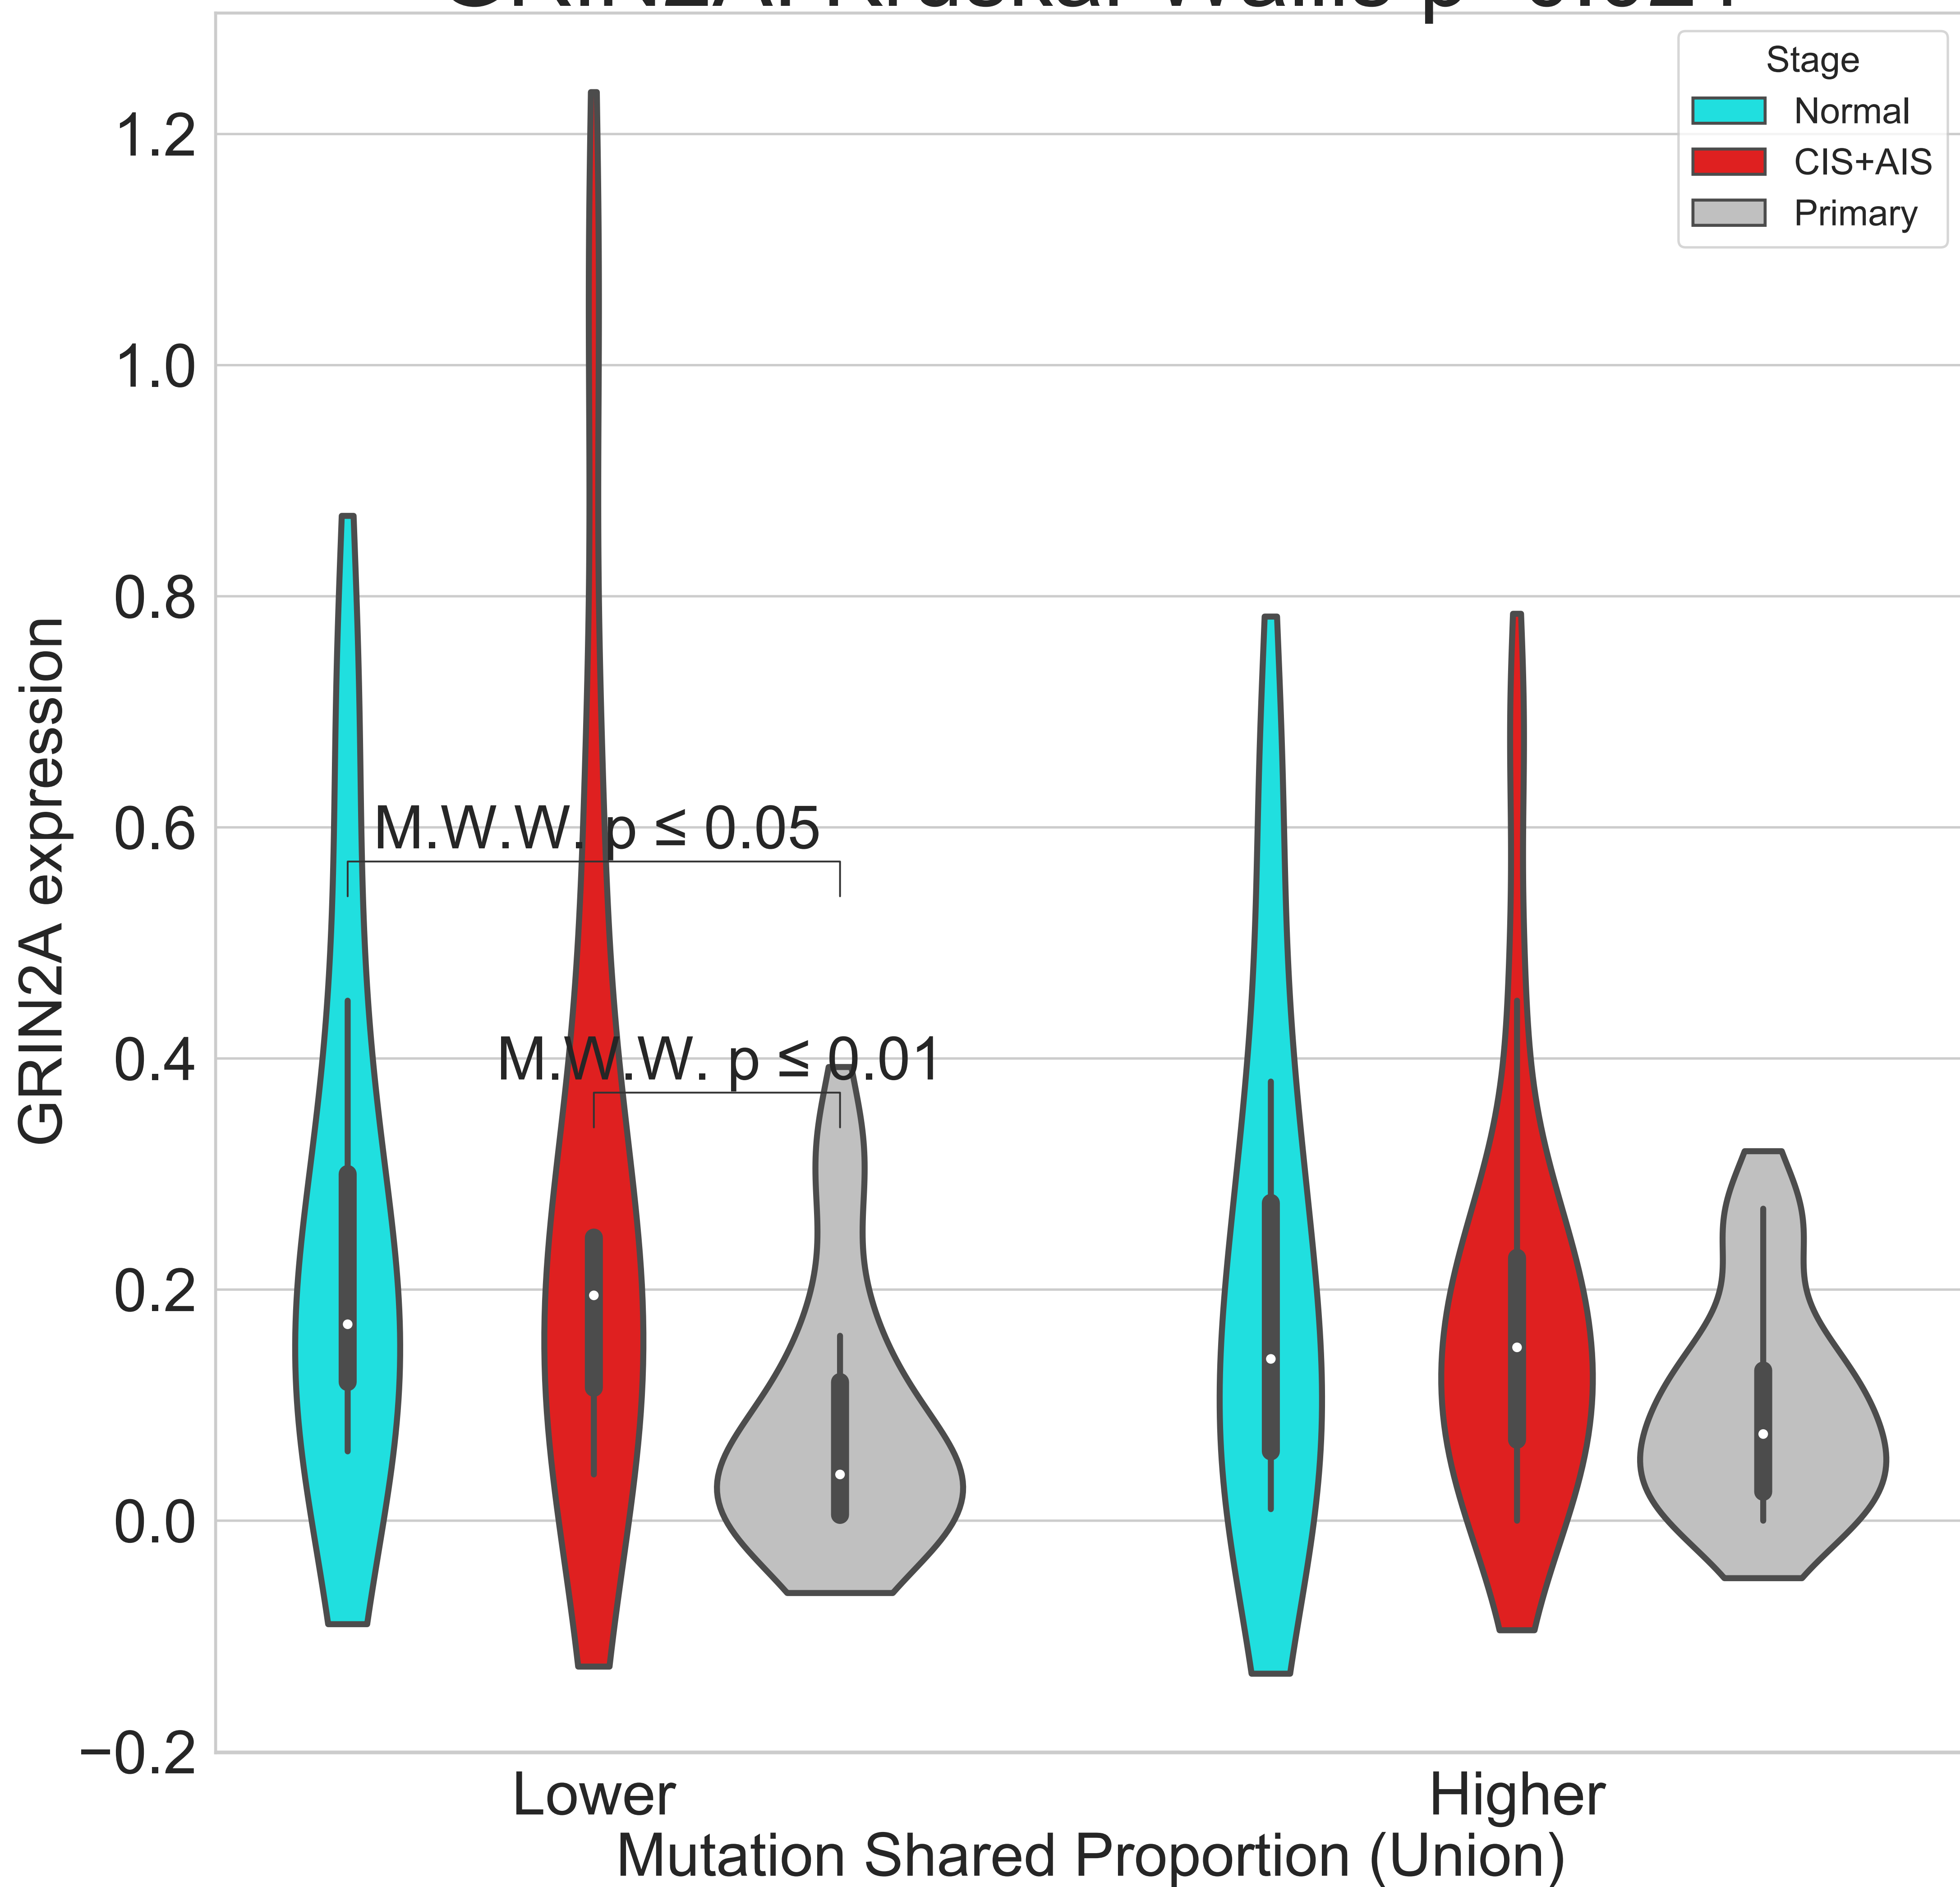 Stage
Normal
CIS+AIS
Primary
1.2
1.0
0.8
0.6
0.4
0.2
0.0
−0.2
GRIN2A expression
M.W.W. p ≤ 0.05
M.W.W. p ≤ 0.01
Lower
Higher
Mutation Shared Proportion (Union)